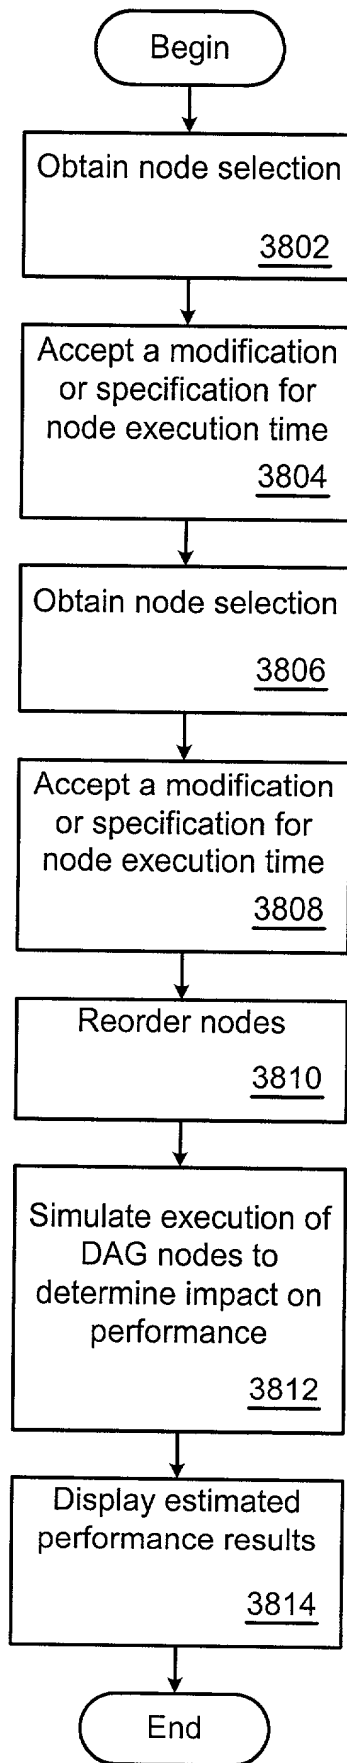 Begin
Obtain node selection
3802
Accept a modification
or specification for
node execution time
3804
Obtain node selection
3806
Accept a modification
or specification for
node execution time
3808
Reorder nodes
3810
Simulate execution of
DAG nodes to
determine impact on
performance
3812
Display estimated
performance results
3814
End